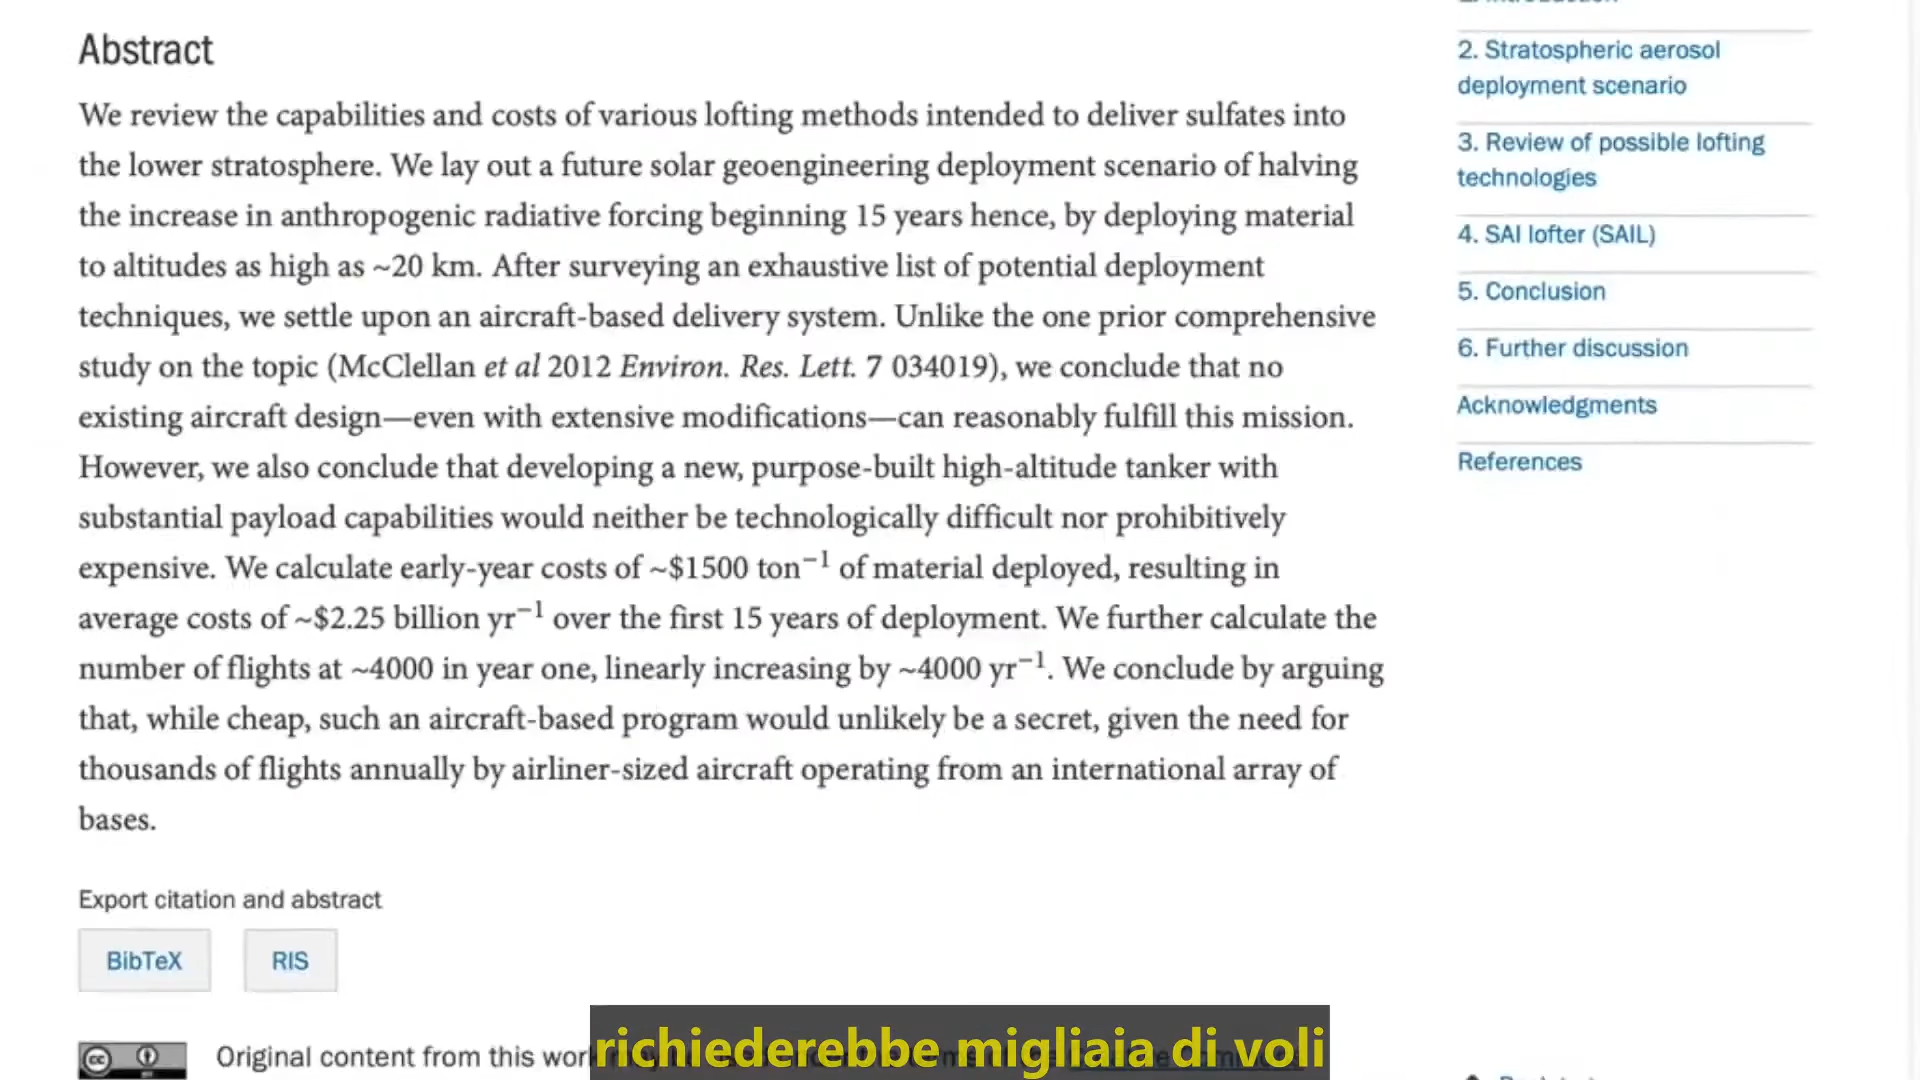 Abstract
We review the capabilities and costs of various lofting methods intended to deliver sulfates into
the lower stratosphere. We lay out a future solar geoengineering deployment scenario of halving
the increase in anthropogenic radiative forcing beginning 15 years hence, by deploying material
to altitudes as high as ~20 km. After surveying an exhaustive list of potential deployment
techniques, we settle upon an aircraft-based delivery system. Unlike the one prior comprehensive
study on the topic (McClellan et al 2012 Environ. Res. Lett. 7 034019), we conclude that no
existing aircraft design—even with extensive modifications—can reasonably fulfill this mission.
However, we also conclude that developing a new, purpose-built high-altitude tanker with
substantial payload capabilities would neither be technologically difficult nor prohibitively
expensive. We calculate early-year costs of ~$1500 ton⁻¹ of material deployed, resulting in
average costs of ~$2.25 billion yr⁻¹ over the first 15 years of deployment. We further calculate the
number of flights at ~4000 in year one, linearly increasing by ~4000 yr⁻¹. We conclude by arguing
that, while cheap, such an aircraft-based program would unlikely be a secret, given the need for
thousands of flights annually by airliner-sized aircraft operating from an international array of
bases.
Export citation and abstract
BibTeX
RIS
cc
Original content from this work
richiederebbe migliaia di voli
2. Stratospheric aerosol
deployment scenario
3. Review of possible lofting
technologies
4. SAI lofter (SAIL)
5. Conclusion
6. Further discussion
Acknowledgments
References